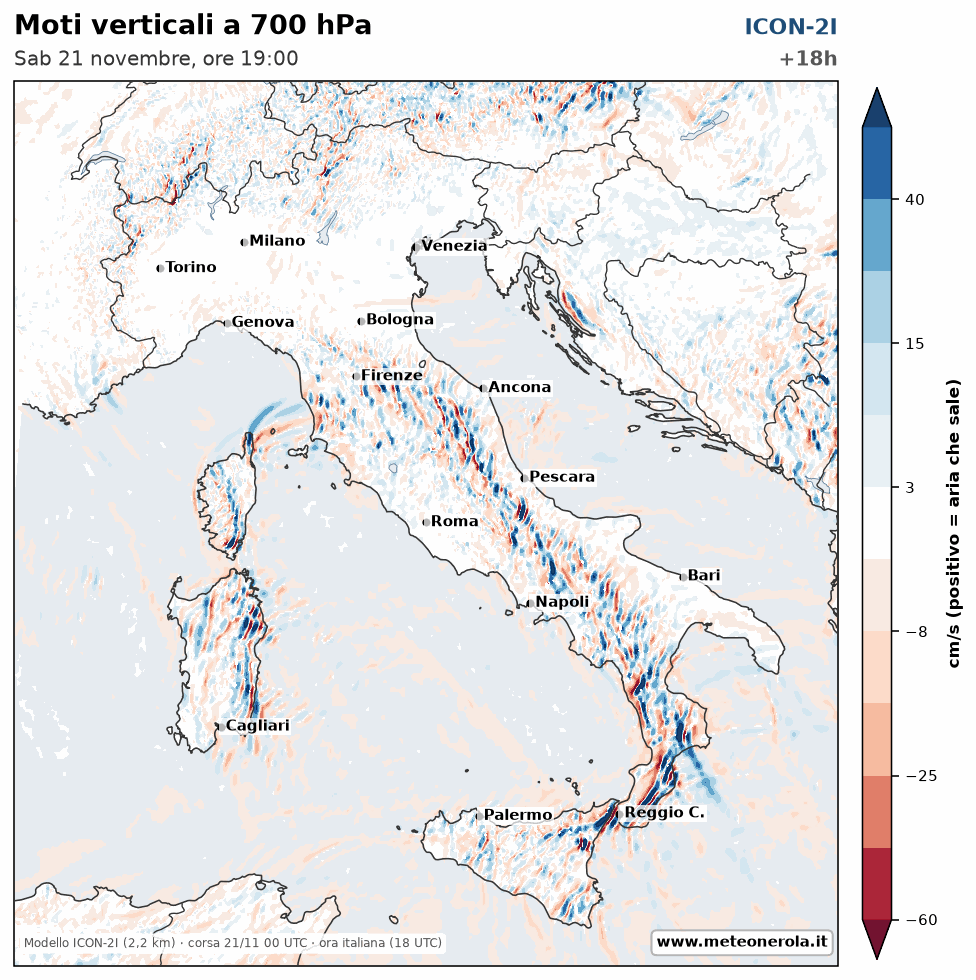 Moti verticali a 700 hPa
ICON-2I
Sab 21 novembre, ore 19:00
+18h
Milano
Venezia
Torino
Genova
Bologna
Firenze
Ancona
Pescara
Roma
Bari
Napoli
Cagliari
Palermo
Reggio C.
40
15
3
−8
−25
−60
cm/s (positivo = aria che sale)
Modello ICON-2I (2,2 km) · corsa 21/11 00 UTC · ora italiana (18 UTC)
www.meteonerola.it